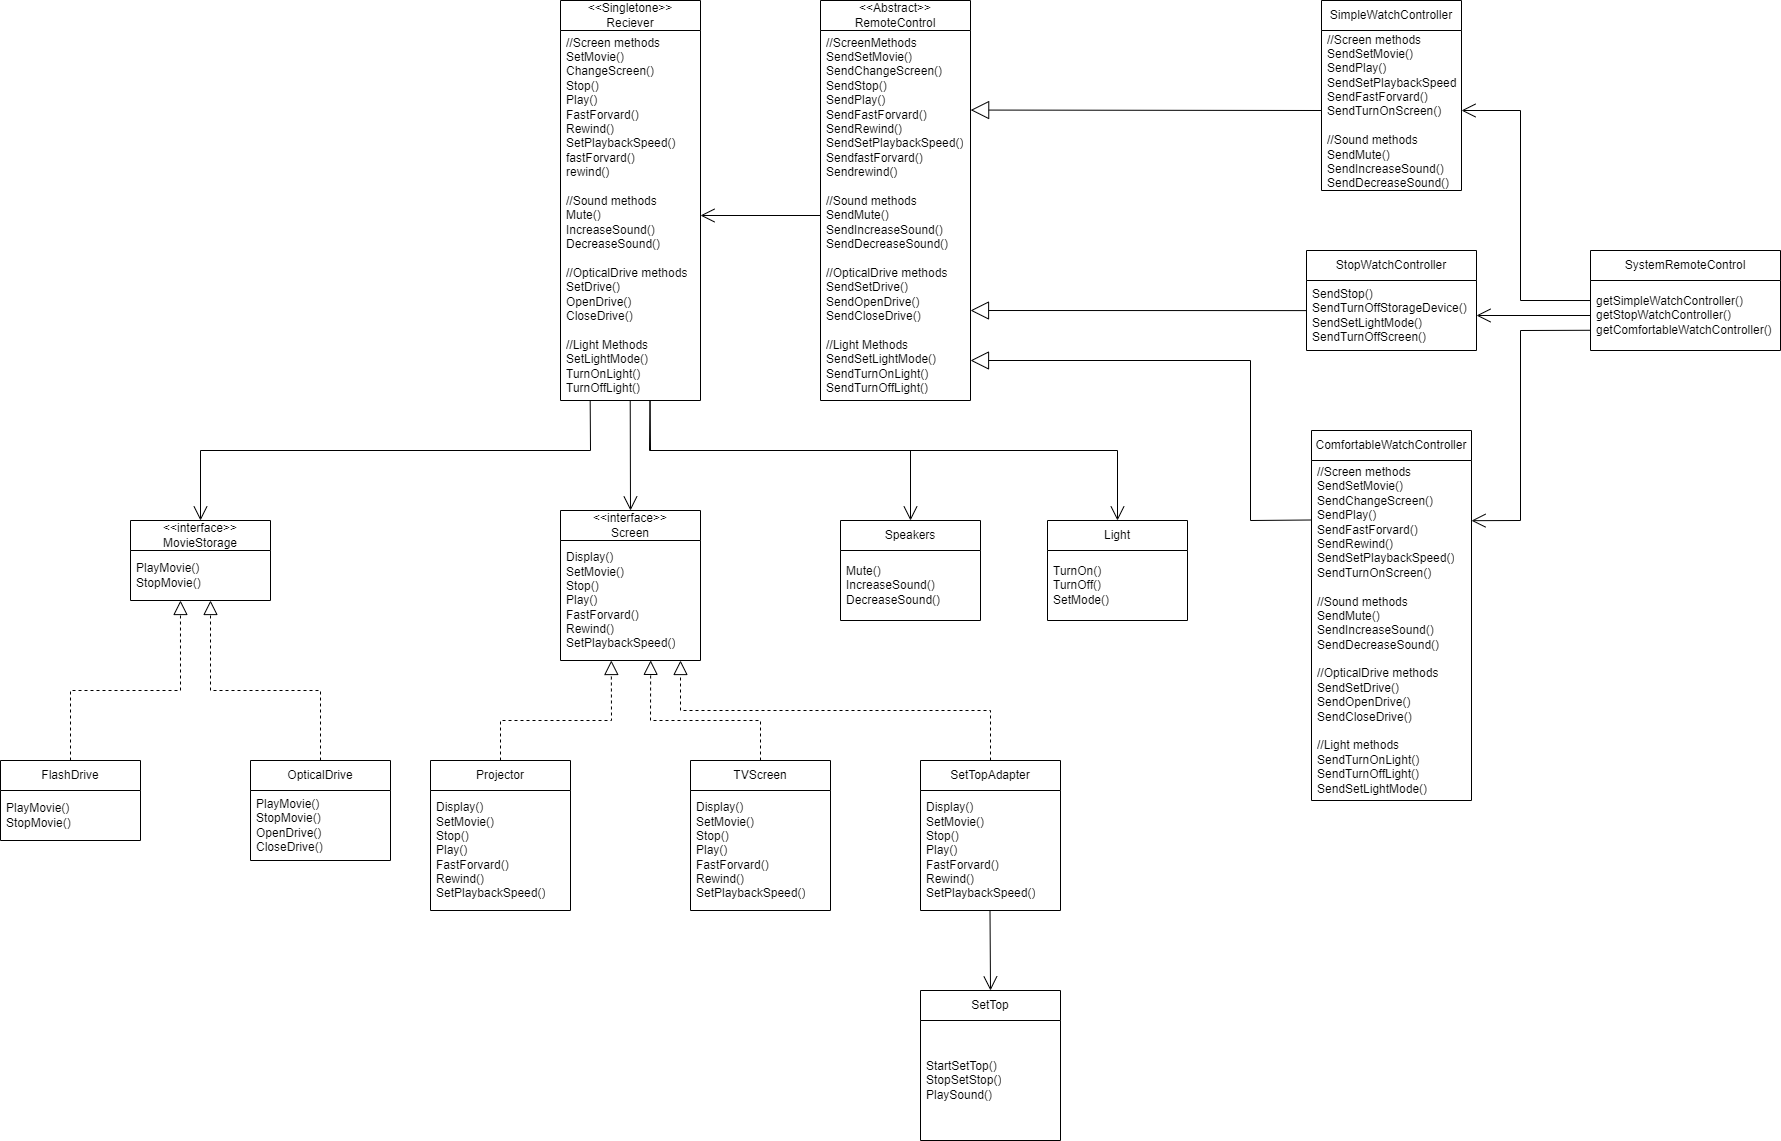 <<Singletone>>
Reciever
//Screen methods
SetMovie()
ChangeScreen()
Stop()
Play()
FastForvard()
Rewind()
SetPlaybackSpeed()
fastForvard()
rewind()
//Sound methods
Mute()
IncreaseSound()
DecreaseSound()
//OpticalDrive methods
SetDrive()
OpenDrive()
CloseDrive()
//Light Methods
SetLightMode()
TurnOnLight()
TurnOffLight()
<<Abstract>>
RemoteControl
//ScreenMethods
SendSetMovie()
SendChangeScreen()
SendStop()
SendPlay()
SendFastForvard()
SendRewind()
SendSetPlaybackSpeed()
SendfastForvard()
Sendrewind()
//Sound methods
SendMute()
SendIncreaseSound()
SendDecreaseSound()
//OpticalDrive methods
SendSetDrive()
SendOpenDrive()
SendCloseDrive()
//Light Methods
SendSetLightMode()
SendTurnOnLight()
SendTurnOffLight()
SimpleWatchController
//Screen methods
SendSetMovie()
SendPlay()
SendSetPlaybackSpeed
SendFastForvard()
SendTurnOnScreen()
//Sound methods
SendMute()
SendIncreaseSound()
SendDecreaseSound()
StopWatchController
SendStop()
SendTurnOffStorageDevice()
SendSetLightMode()
SendTurnOffScreen()
SystemRemoteControl
getSimpleWatchController()
getStopWatchController()
getComfortableWatchController()
ComfortableWatchController
//Screen methods
SendSetMovie()
SendChangeScreen()
SendPlay()
SendFastForvard()
SendRewind()
SendSetPlaybackSpeed()
SendTurnOnScreen()
//Sound methods
SendMute()
SendIncreaseSound()
SendDecreaseSound()
//OpticalDrive methods
SendSetDrive()
SendOpenDrive()
SendCloseDrive()
//Light methods
SendTurnOnLight()
SendTurnOffLight()
SendSetLightMode()
<<interface>>
MovieStorage
PlayMovie()
StopMovie()
<<interface>>
Screen
Display()
SetMovie()
Stop()
Play()
FastForvard()
Rewind()
SetPlaybackSpeed()
Speakers
Mute()
IncreaseSound()
DecreaseSound()
Light
TurnOn()
TurnOff()
SetMode()
FlashDrive
PlayMovie()
StopMovie()
OpticalDrive
PlayMovie()
StopMovie()
OpenDrive()
CloseDrive()
Projector
Display()
SetMovie()
Stop()
Play()
FastForvard()
Rewind()
SetPlaybackSpeed()
TVScreen
Display()
SetMovie()
Stop()
Play()
FastForvard()
Rewind()
SetPlaybackSpeed()
SetTopAdapter
Display()
SetMovie()
Stop()
Play()
FastForvard()
Rewind()
SetPlaybackSpeed()
SetTop
StartSetTop()
StopSetStop()
PlaySound()